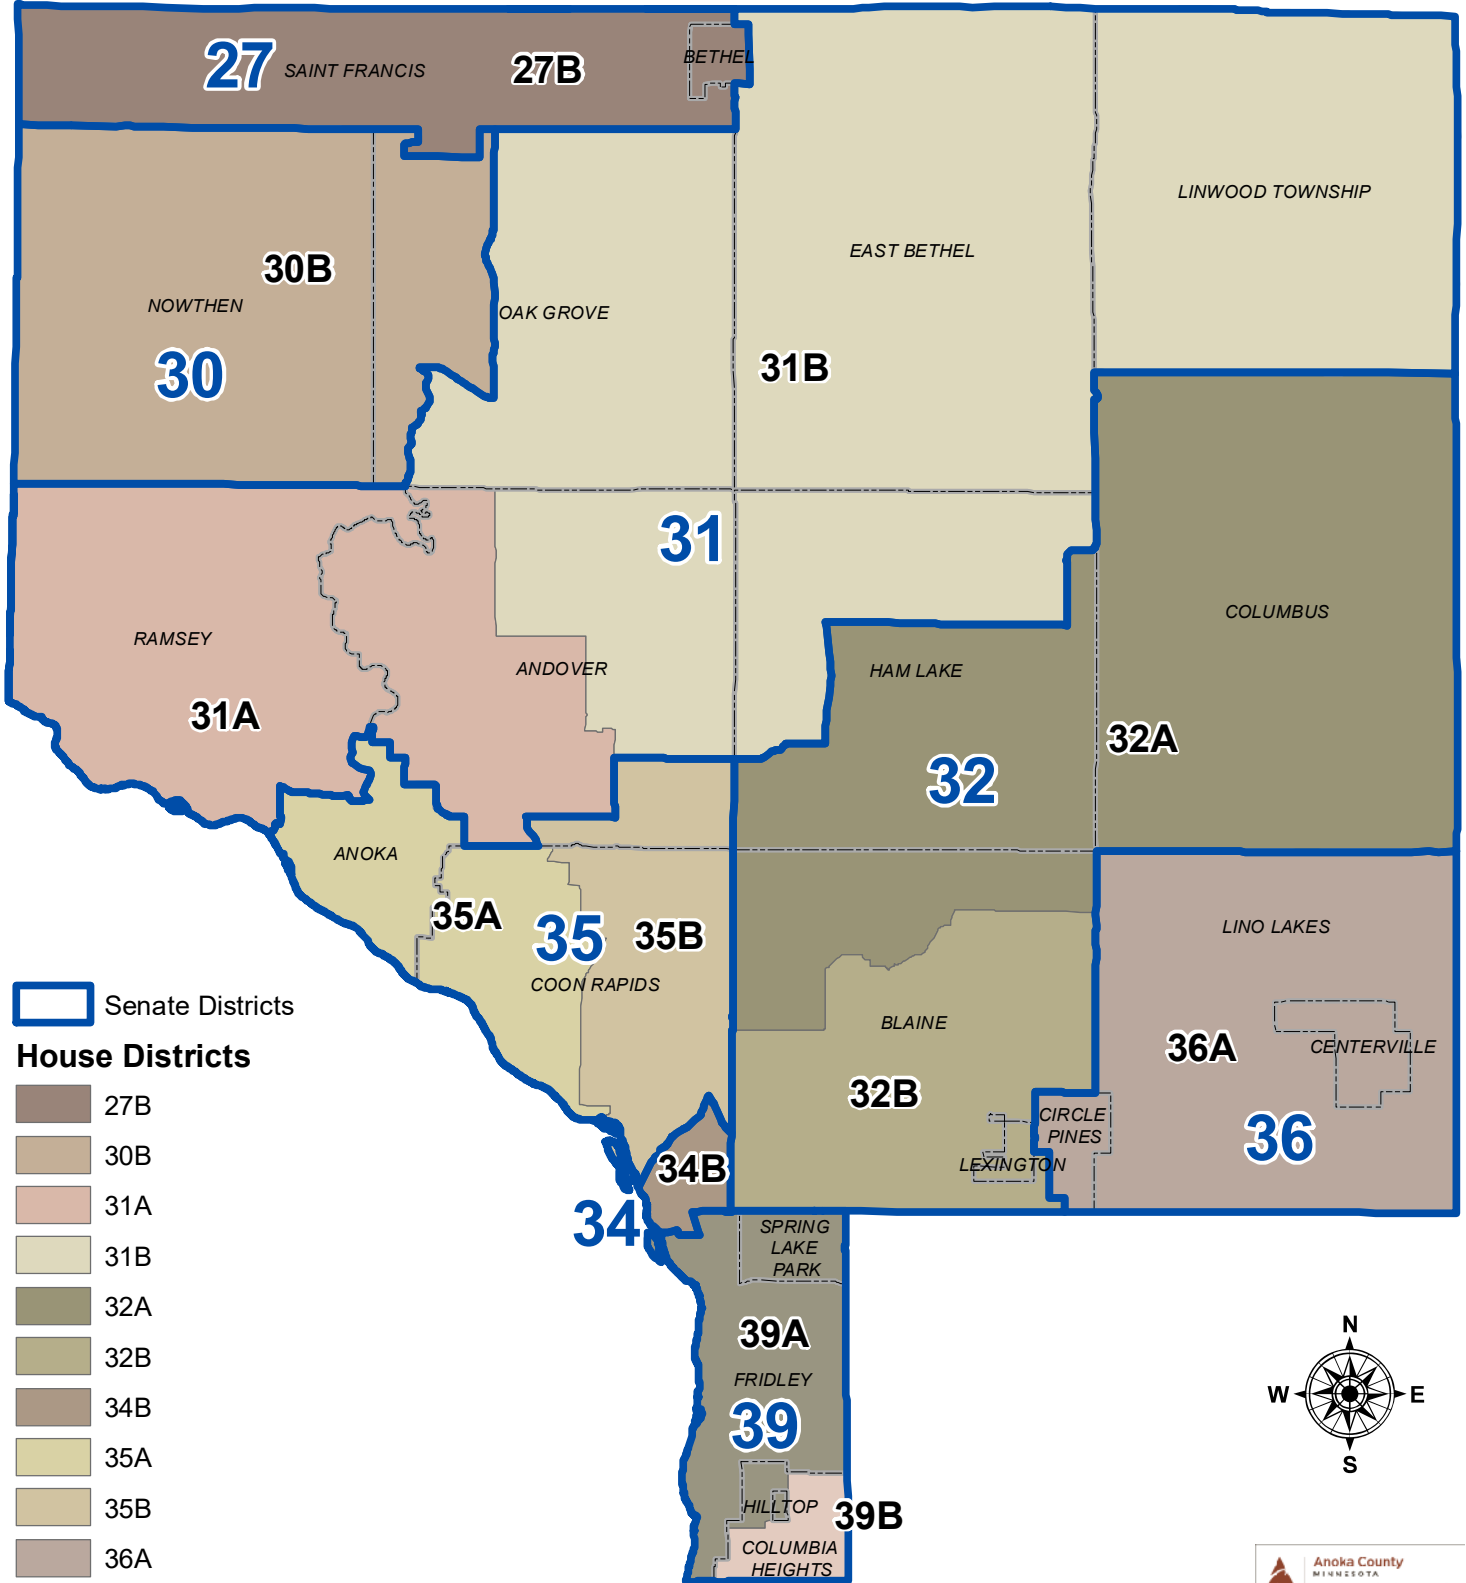 27
SAINT FRANCIS
27B
BETHEL
LINWOOD TOWNSHIP
EAST BETHEL
30B
NOWTHEN
OAK GROVE
30
31B
31
COLUMBUS
RAMSEY
ANDOVER
HAM LAKE
31A
32A
32
ANOKA
35A
35
35B
LINO LAKES
COON RAPIDS
BLAINE
36A
CENTERVILLE
32B
CIRCLE
PINES
36
LEXINGTON
34B
34
SPRING
LAKE
PARK
39A
FRIDLEY
39
HILLTOP
39B
COLUMBIA
HEIGHTS
Senate Districts
House Districts
27B
30B
31A
31B
32A
32B
34B
35A
35B
36A
N
W
E
S
Anoka County
MINNESOTA